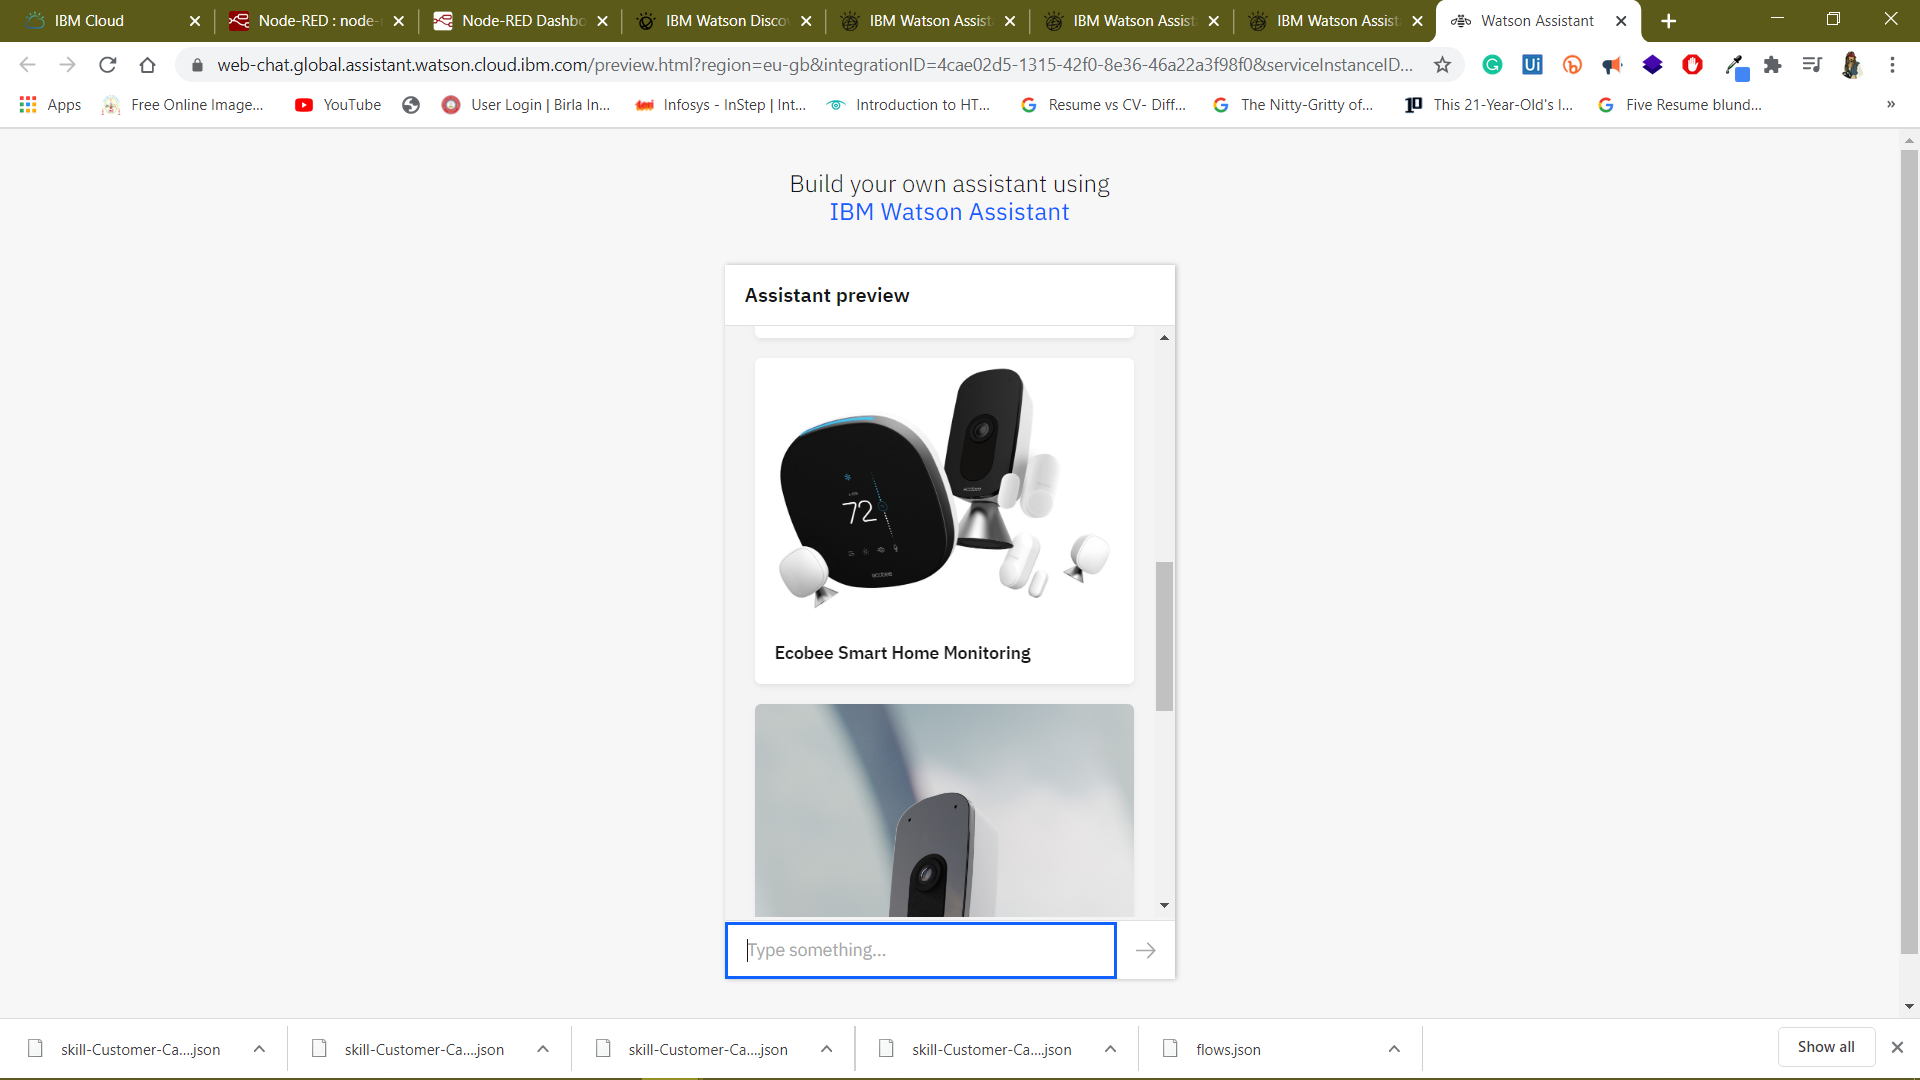 IBM Cloud
Node-RED : node-
Node-RED Dashbo
IBM Watson Disco
IBM Watson Assist
IBM Watson Assist
IBM Watson Assist
Watson Assistant
web-chat.global.assistant.watson.cloud.ibm.com/preview.html?region=eu-gb&integrationID=4cae02d5-1315-42f0-8e36-46a22a3f98f0&serviceInstanceID...
Apps
Free Online Image...
YouTube
User Login | Birla In...
Infosys - InStep | Int...
Introduction to HT...
Resume vs CV- Diff...
The Nitty-Gritty of...
This 21-Year-Old's I...
Five Resume blund...
Build your own assistant using
IBM Watson Assistant
Assistant preview
72
ecobee
Ecobee Smart Home Monitoring
Type something...
skill-Customer-Ca....json
skill-Customer-Ca....json
skill-Customer-Ca....json
skill-Customer-Ca....json
flows.json
Show all